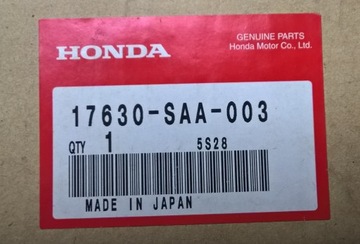 HONDA
GENUINE PARTS
Honda Motor Co., Ltd.
17630-SAA-003
QTY 1 5S28
MADE IN JAPAN